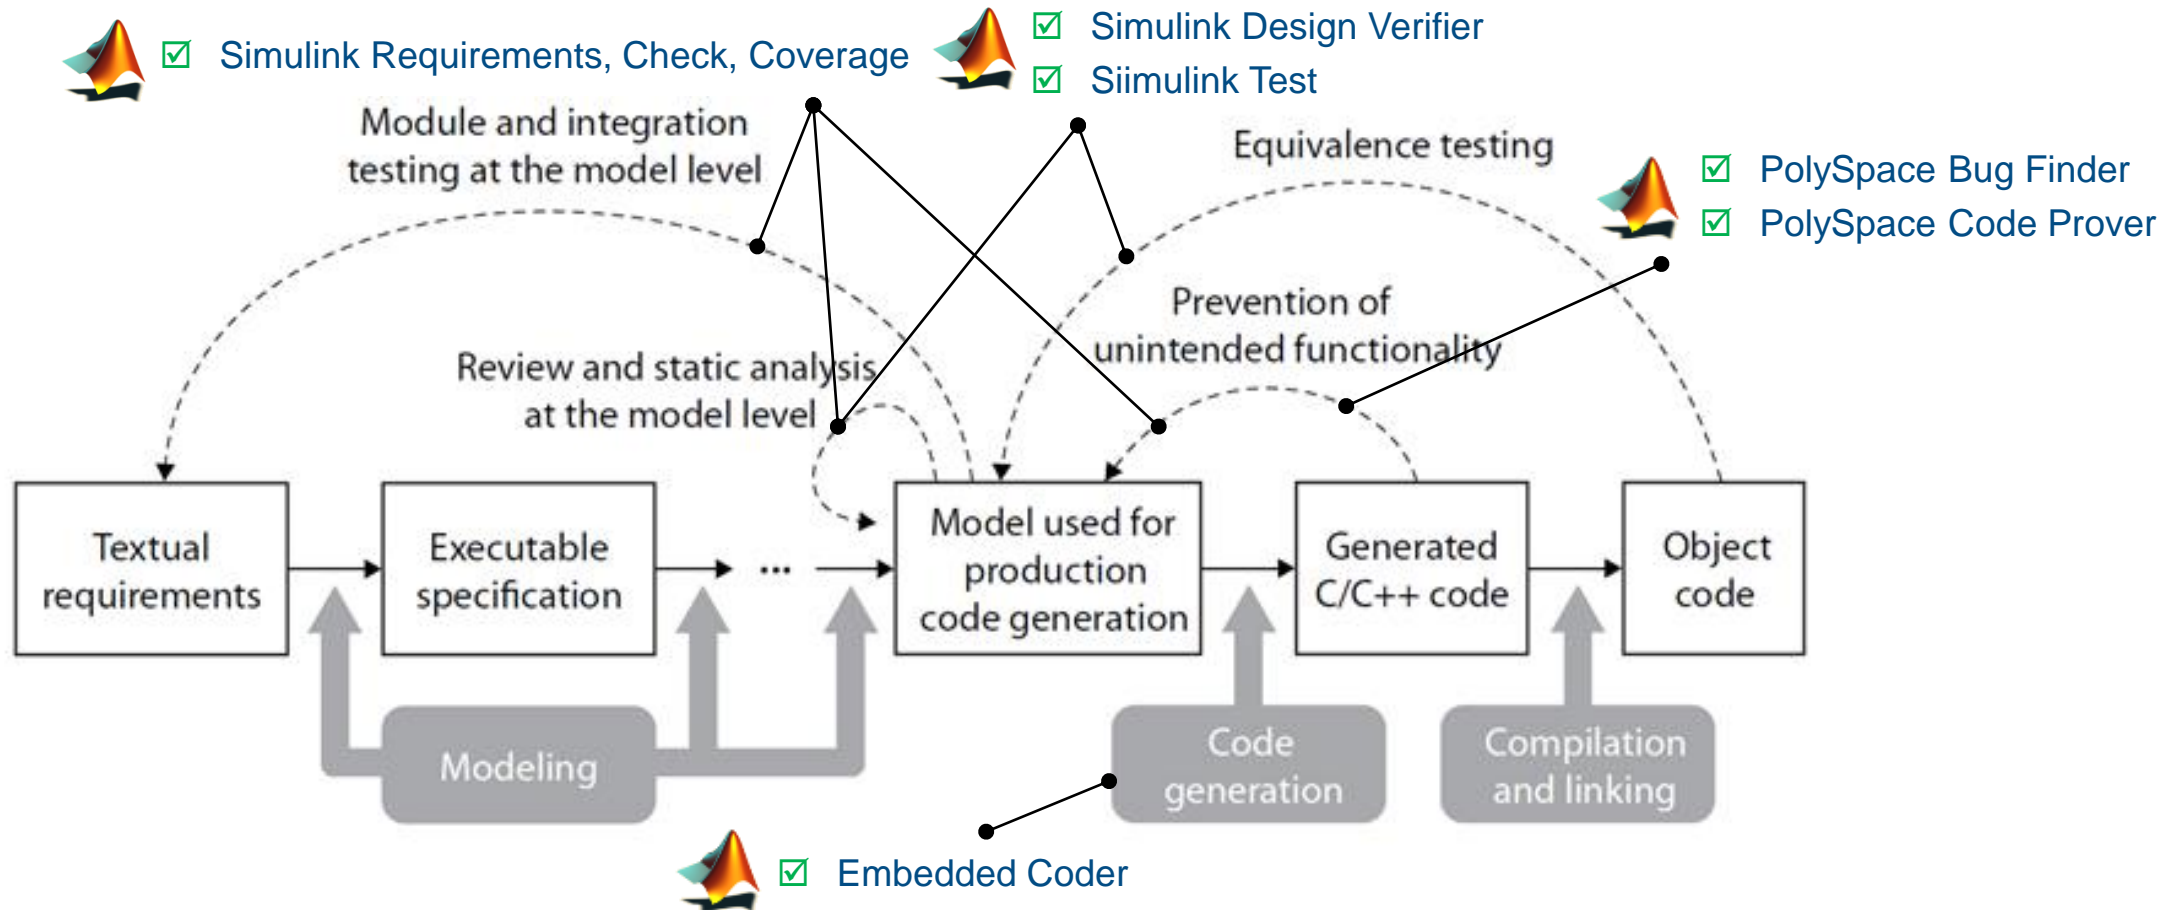 Simulink Requirements, Check, Coverage
Simulink Design Verifier
Siimulink Test
Module and integration
testing at the model level
Equivalence testing
PolySpace Bug Finder
PolySpace Code Prover
Prevention of
unintended functionality
Review and static analysis
at the model level
Textual
requirements
Executable
specification
...
Model used for
production
code generation
Generated
C/C++ code
Object
code
Modeling
Code
generation
Compilation
and linking
Embedded Coder